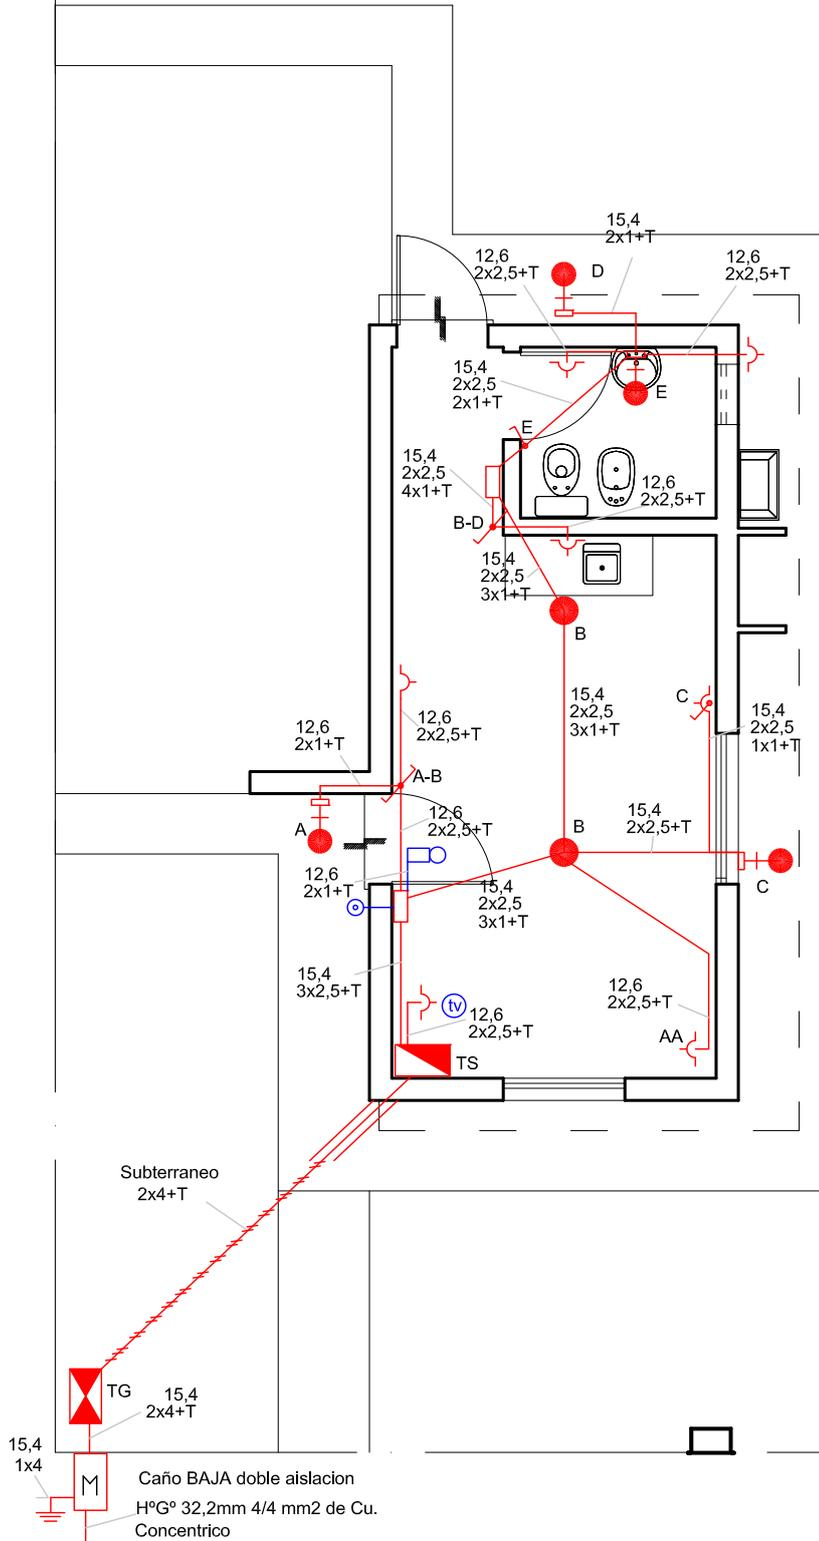 15,4
2x1+T
12,6
2x2,5+T
D
12,6
2x2,5+T
15,4
2x2,5
2x1+T
E
E
15,4
2x2,5
4x1+T
12,6
2x2,5+T
B-D
15,4
2x2,5
3x1+T
B
C
15,4
2x2,5
3x1+T
15,4
2x2,5
1x1+T
12,6
2x2,5+T
12,6
2x1+T
A-B
12,6
2x2,5+T
A
B
15,4
2x2,5+T
12,6
2x1+T
15,4
2x2,5
3x1+T
C
15,4
3x2,5+T
12,6
2x2,5+T
tv
12,6
2x2,5+T
AA
TS
Subterraneo
2x4+T
TG
15,4
2x4+T
15,4
1x4
M
Caño BAJA doble aislacion
HºGº 32,2mm 4/4 mm2 de Cu.
Concentrico